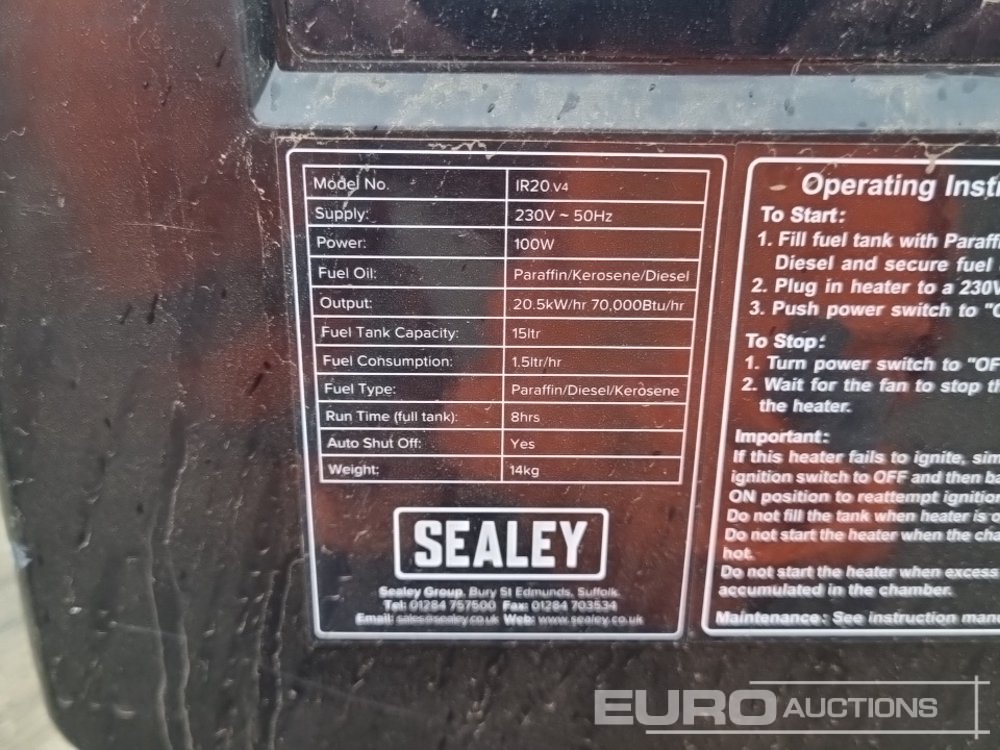 Model No. IR20 V4
Supply: 230V ~ 50Hz
Power: 100W
Fuel Oil: Paraffin/Kerosene/Diesel
Output: 20.5kW/hr 70,000Btu/hr
Fuel Tank Capacity: 15ltr
Fuel Consumption: 1.5ltr/hr
Fuel Type: Paraffin/Diesel/Kerosene
Run Time (full tank): 8hrs
Auto Shut Off: Yes
Weight: 14kg
SEALEY
Sealey Group, Bury St Edmunds, Suffolk.
Tel: 01284 757500 Fax: 01284 703534
Email: sales@sealey.co.uk Web: www.sealey.co.uk
Operating
To Start:
1. Fill fuel tank with
Diesel and secure fuel
2. Plug in heater to a 230V
3. Push power switch to
To Stop:
1. Turn power switch to
2. Wait for the fan to stop
the heater.
Important:
If this heater fails to ignite,
ignition switch to OFF and then
ON position to reattempt
Do not fill the tank when heater is
Do not start the heater when the
hot.
Do not start the heater when excess
accumulated in the chamber.
Maintenance: See instruction
EURO AUCTIONS